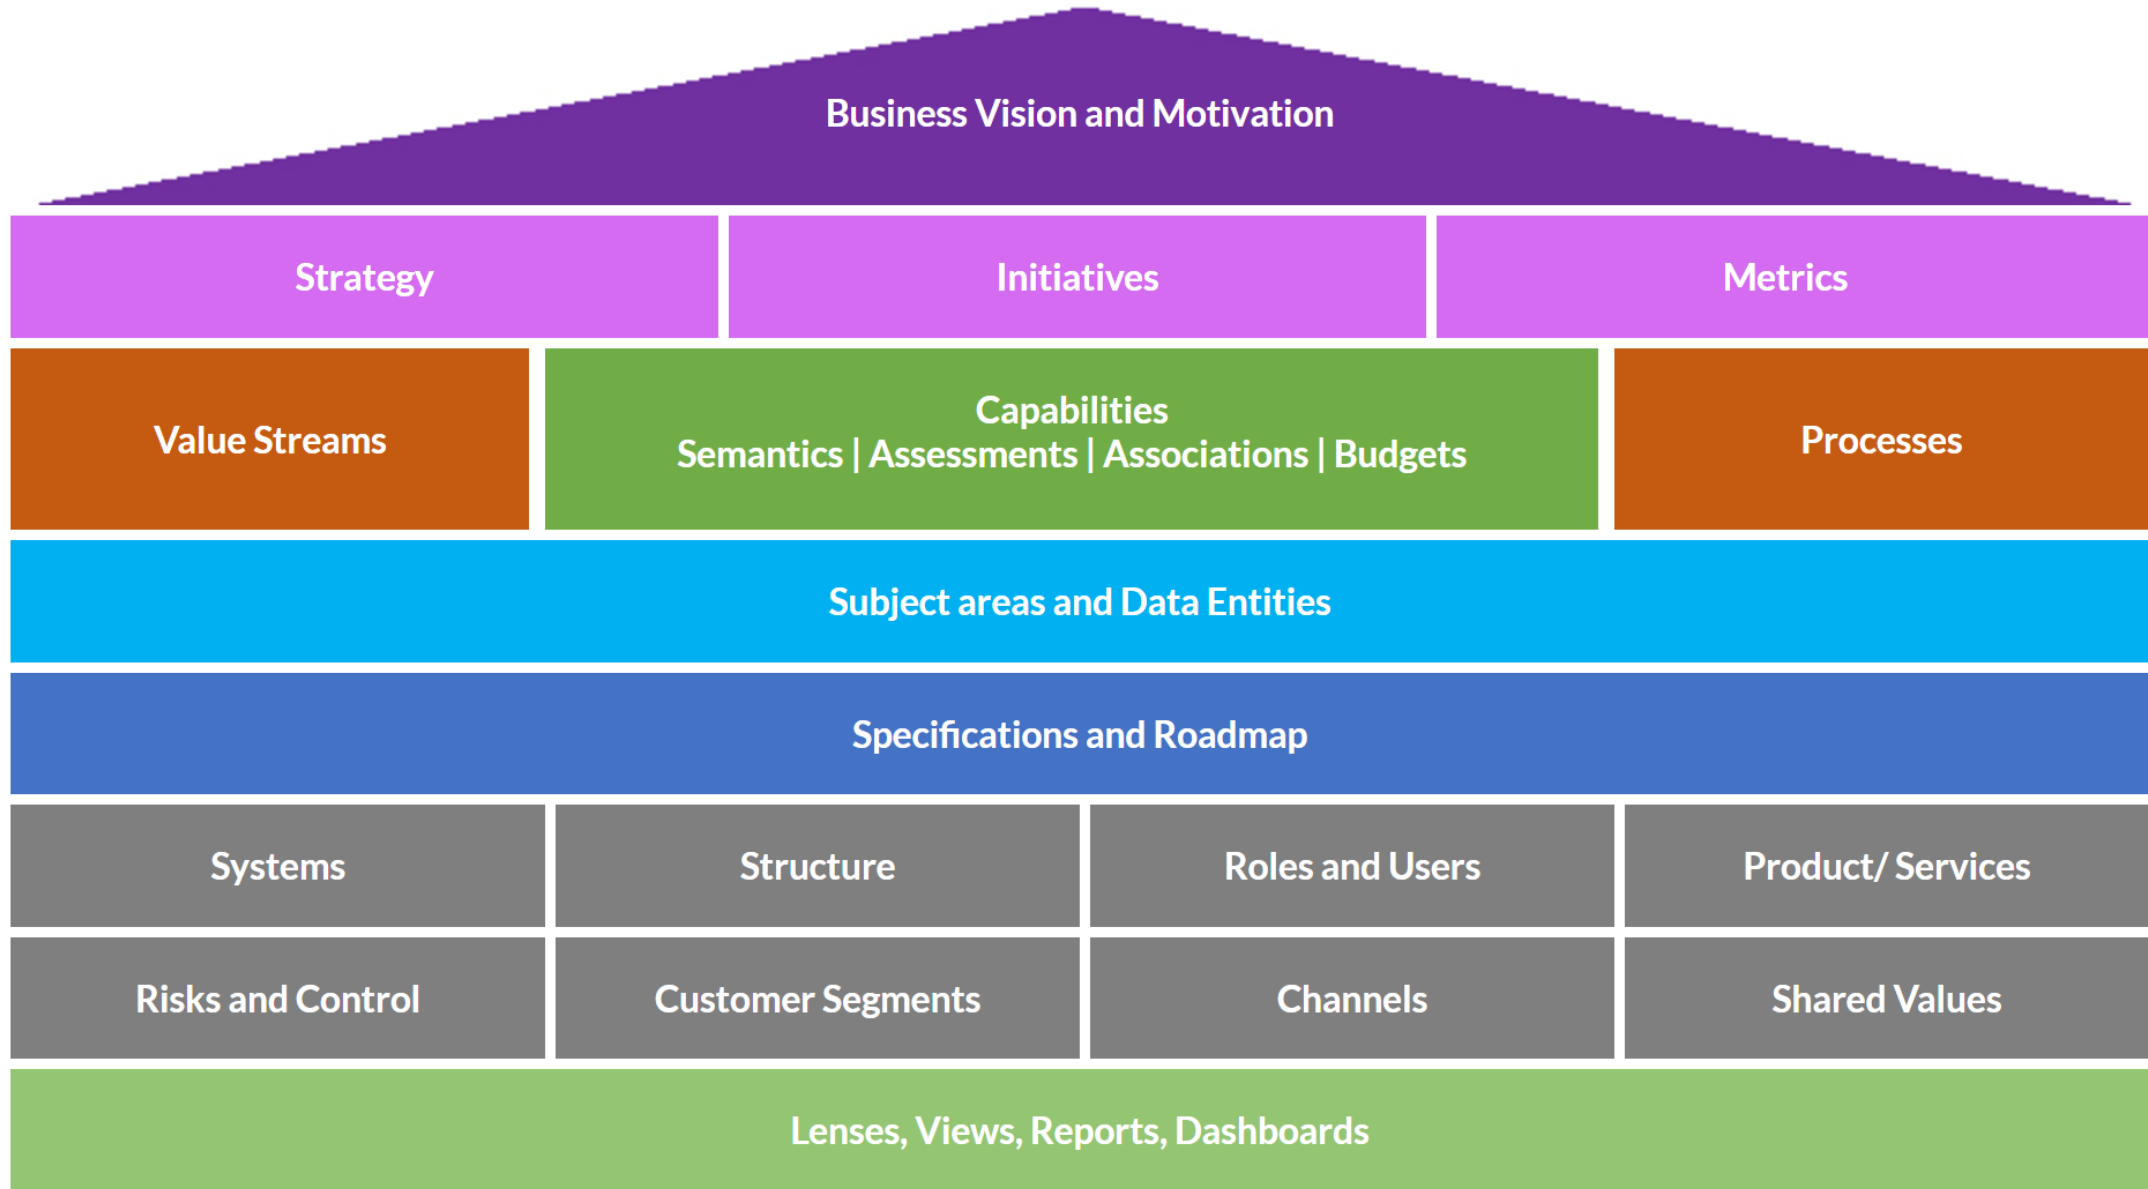 Business Vision and Motivation
Strategy
Initiatives
Metrics
Value Streams
Capabilities
Semantics | Assessments | Associations | Budgets
Processes
Subject areas and Data Entities
Specifications and Roadmap
Systems
Structure
Roles and Users
Product/ Services
Risks and Control
Customer Segments
Channels
Shared Values
Lenses, Views, Reports, Dashboards